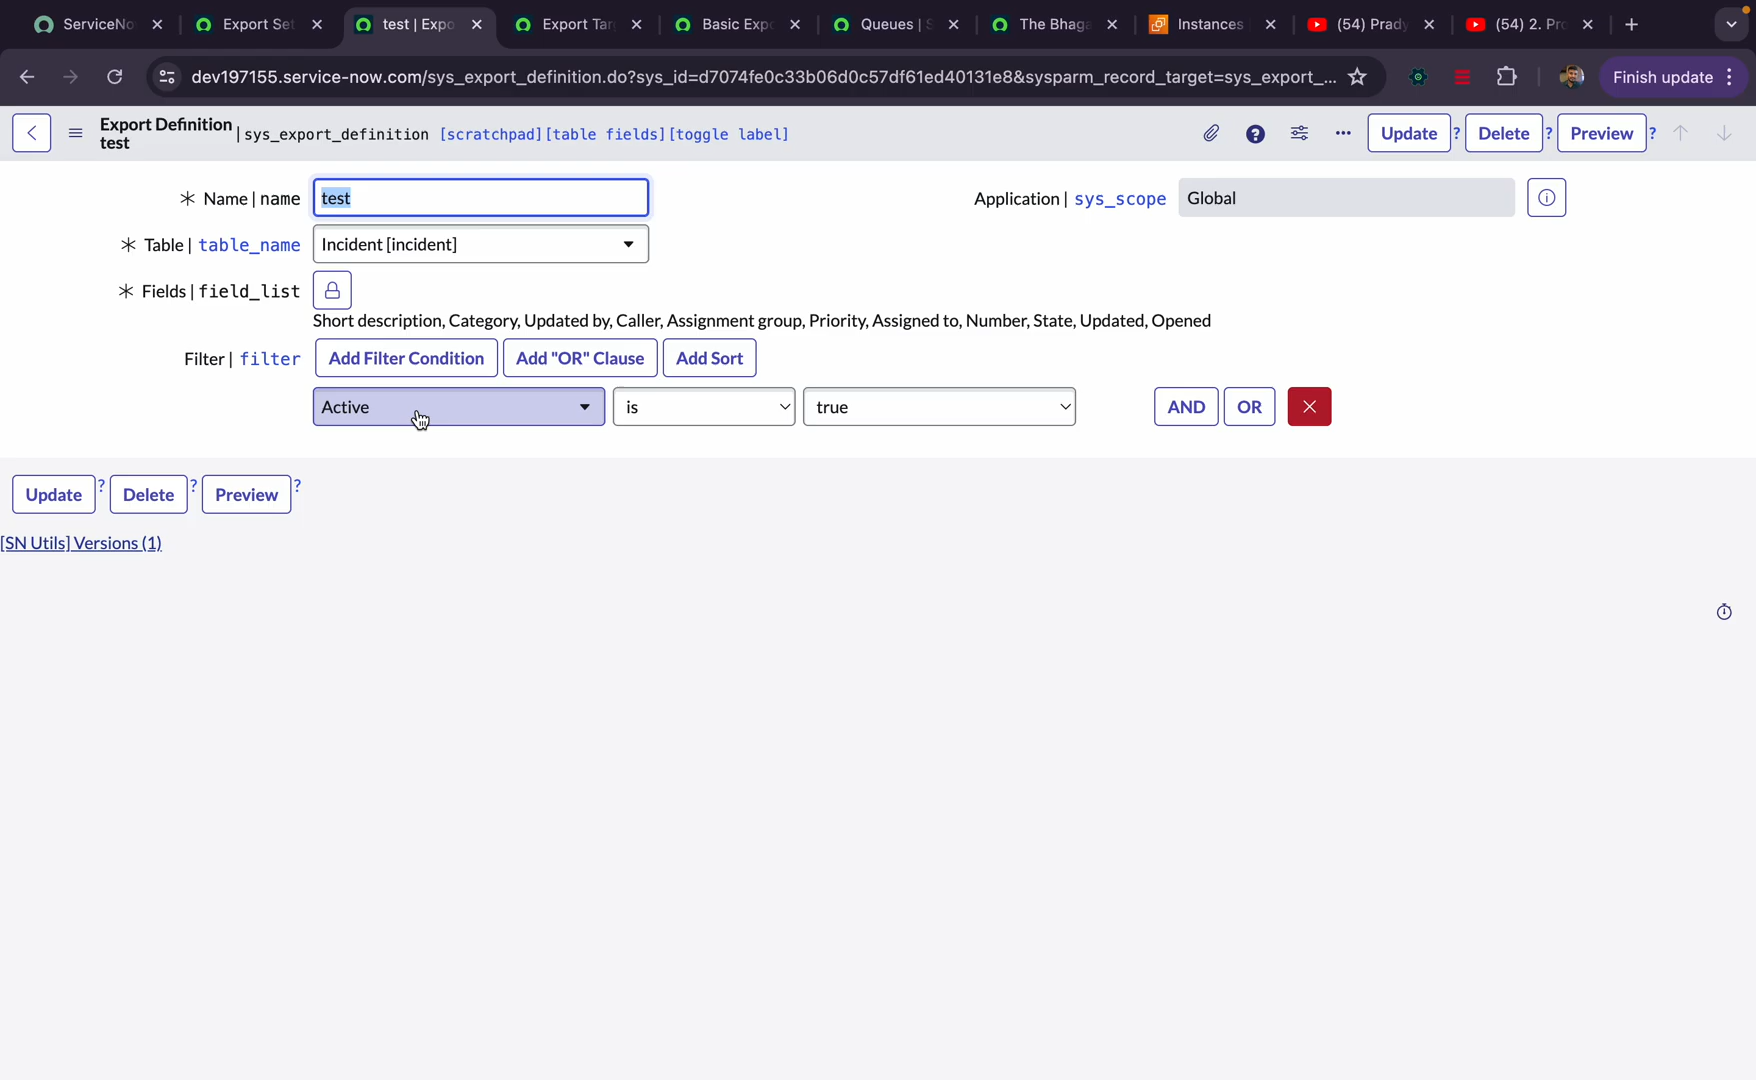 ServiceNo Export Set test | Expo Export Tar Basic Expo Queues | S The Bhaga Instances (54) Prady (54) 2. Pro
dev197155.service-now.com/sys_export_definition.do?sys_id=d7074fe0c33b06d0c57df61ed40131e8&sysparm_record_target=sys_export_... Finish update
Export Definition
test
| sys_export_definition [scratchpad][table fields][toggle label] Update ? Delete ? Preview ?
Name | name test Application | sys_scope Global
Table | table_name Incident [incident]
Fields | field_list
Short description, Category, Updated by, Caller, Assignment group, Priority, Assigned to, Number, State, Updated, Opened
Filter | filter Add Filter Condition Add "OR" Clause Add Sort
Active is true AND OR
Update ? Delete ? Preview ?
[SN Utils] Versions (1)